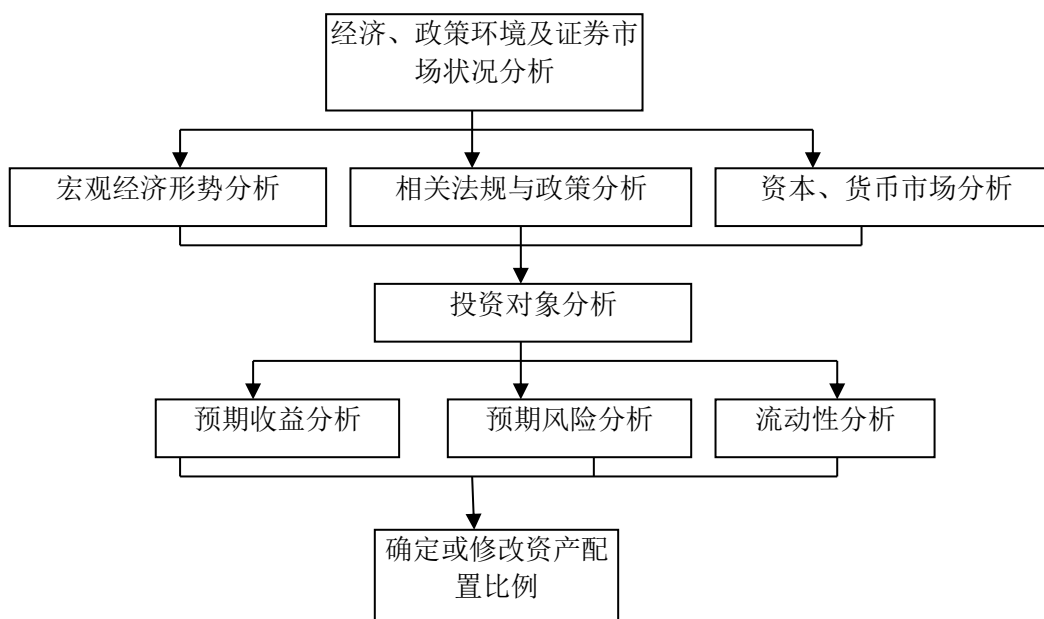 经济、政策环境及证券市
场状况分析
宏观经济形势分析
相关法规与政策分析
资本、货币市场分析
投资对象分析
预期收益分析
预期风险分析
流动性分析
确定或修改资产配
置比例